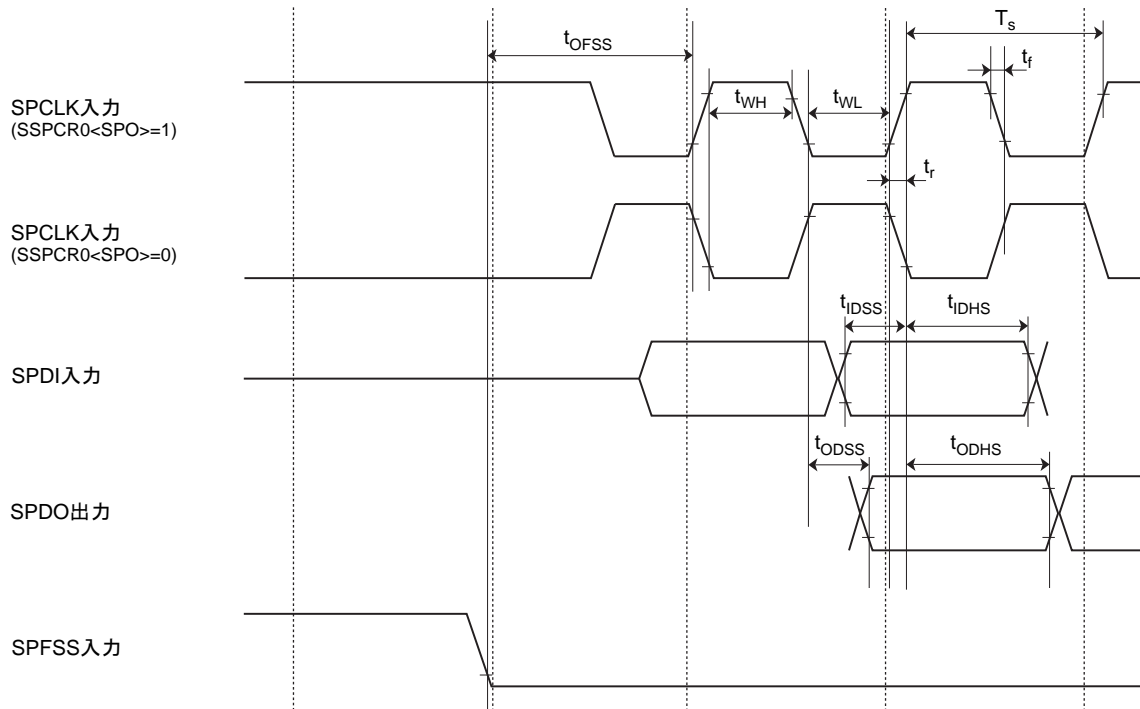 tOFSS
Ts
tf
SPCLK入力
(SSPCR0<SPO>=1)
tWH
tWL
tr
SPCLK入力
(SSPCR0<SPO>=0)
tIDSS
tIDHS
SPDI入力
tODSS
tODHS
SPDO出力
SPFSS入力